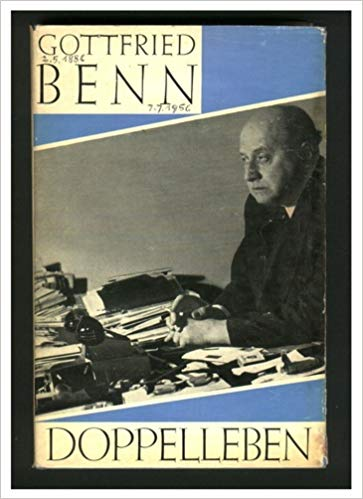 GOTTFRIED
2.5.1886
BENN
7.7.1956
DOPPELLEBEN